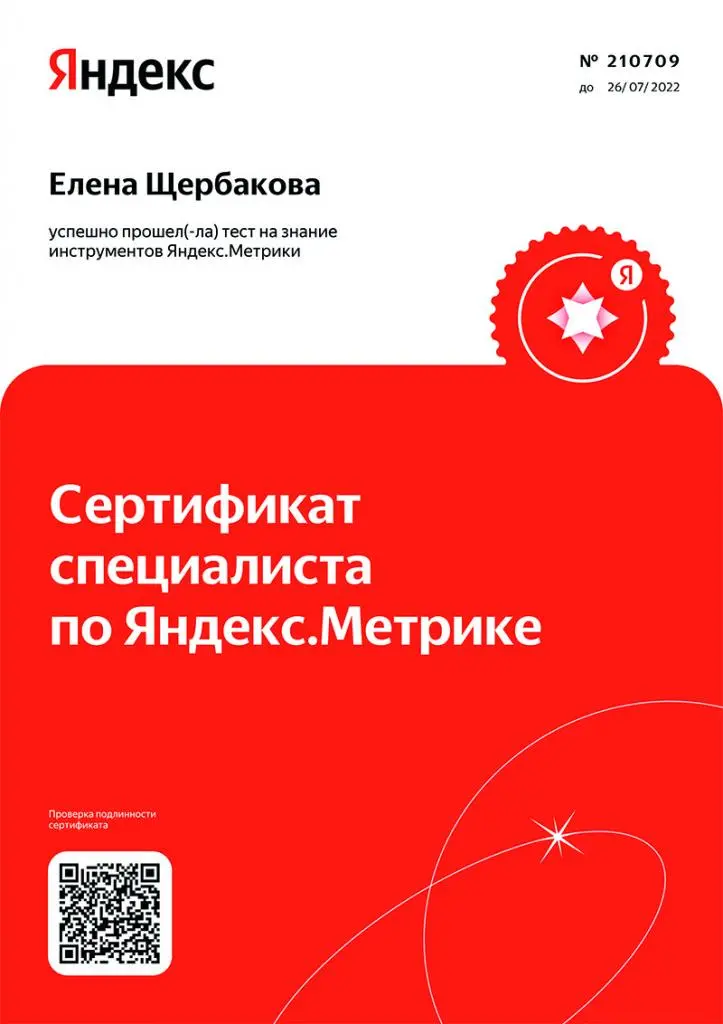 Яндекс
№ 210709
до 26/07/2022
Елена Щербакова
успешно прошел(-ла) тест на знание
инструментов Яндекс.Метрики
Я
Сертификат
специалиста
по Яндекс.Метрике
Проверка подлинности
сертификата